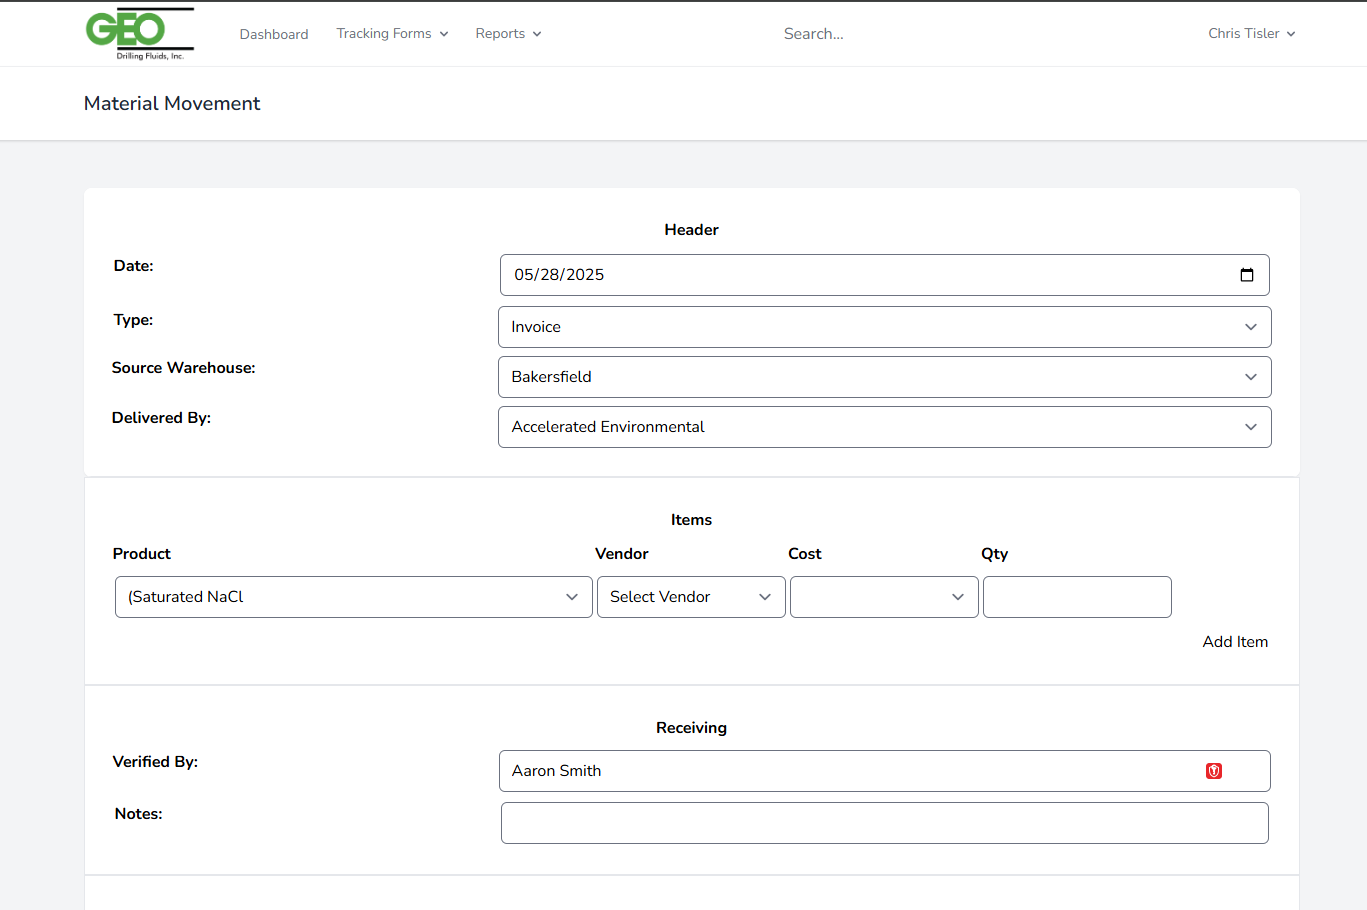 GEO
Drilling Fluids, Inc.
Dashboard
Tracking Forms
Reports
Search...
Chris Tisler
Material Movement
Header
Date:
05/28/2025
Type:
Invoice
Source Warehouse:
Bakersfield
Delivered By:
Accelerated Environmental
Items
Product Vendor Cost Qty
(Saturated NaCl Select Vendor
Add Item
Receiving
Verified By:
Aaron Smith
Notes: